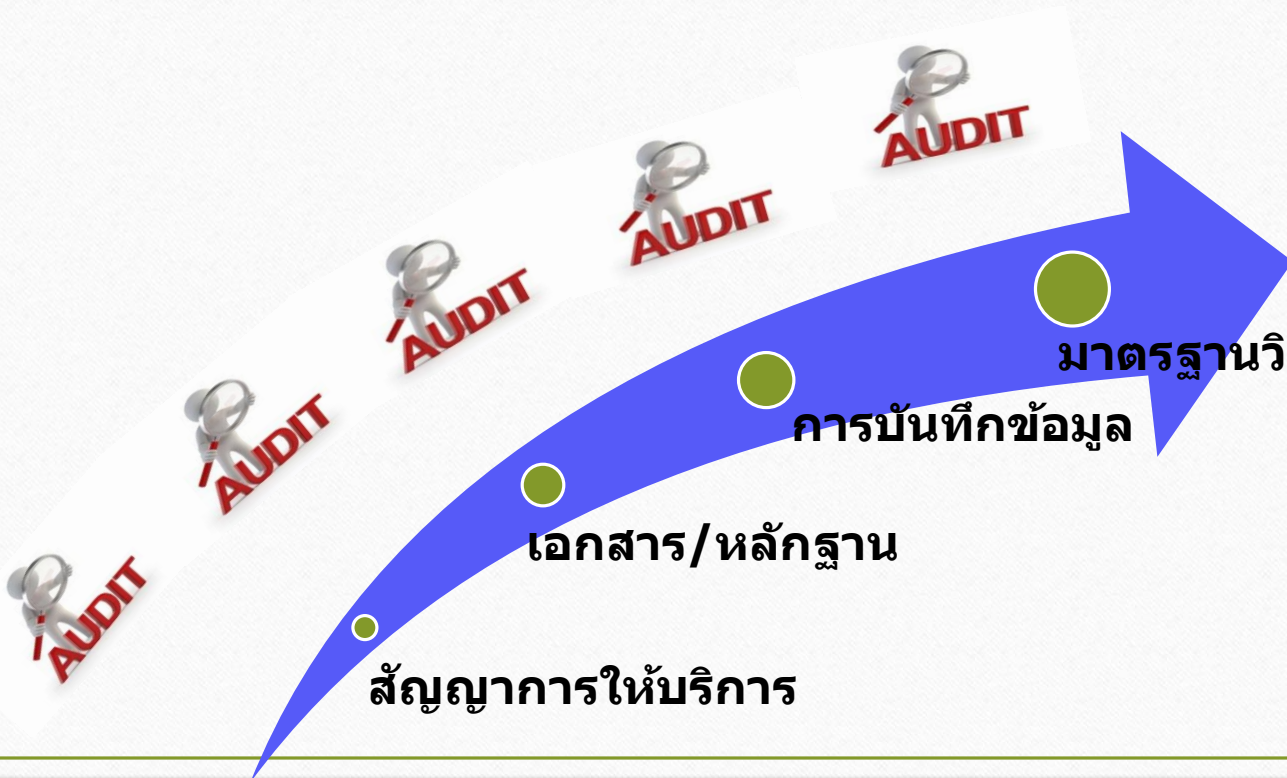 AUDIT
AUDIT
AUDIT
AUDIT
AUDIT
มาตรฐานวิ
การบันทึกข้อมูล
เอกสาร/หลักฐาน
สัญญาการให้บริการ